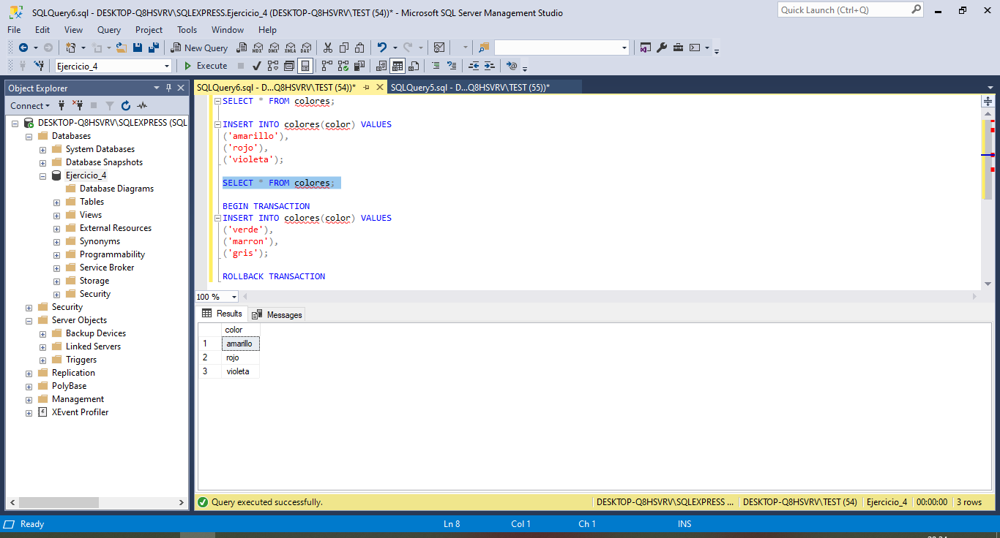 SQLQuery6.sql - DESKTOP-Q8HSVRV\SQLEXPRESS.Ejercicio_4 (DESKTOP-Q8HSVRV\TEST (54))* - Microsoft SQL Server Management Studio
Quick Launch (Ctrl+Q)
File Edit View Query Project Tools Window Help
New Query MDX DMX XMLA DAX
Ejercicio_4 Execute
Object Explorer
Connect
DESKTOP-Q8HSVRV\SQLEXPRESS (SQL
Databases
System Databases
Database Snapshots
Ejercicio_4
Database Diagrams
Tables
Views
External Resources
Synonyms
Programmability
Service Broker
Storage
Security
Security
Server Objects
Backup Devices
Linked Servers
Triggers
Replication
PolyBase
Management
XEvent Profiler
SQLQuery6.sql - D...Q8HSVRV\TEST (54))* SQLQuery5.sql - D...Q8HSVRV\TEST (55))*
SELECT * FROM colores;
INSERT INTO colores(color) VALUES
('amarillo'),
('rojo'),
('violeta');
SELECT * FROM colores;
BEGIN TRANSACTION
INSERT INTO colores(color) VALUES
('verde'),
('marron'),
('gris');
ROLLBACK TRANSACTION
100 %
Results Messages
color
1 amarillo
2 rojo
3 violeta
Query executed successfully. DESKTOP-Q8HSVRV\SQLEXPRESS ... DESKTOP-Q8HSVRV\TEST (54) Ejercicio_4 00:00:00 3 rows
Ready Ln 8 Col 1 Ch 1 INS